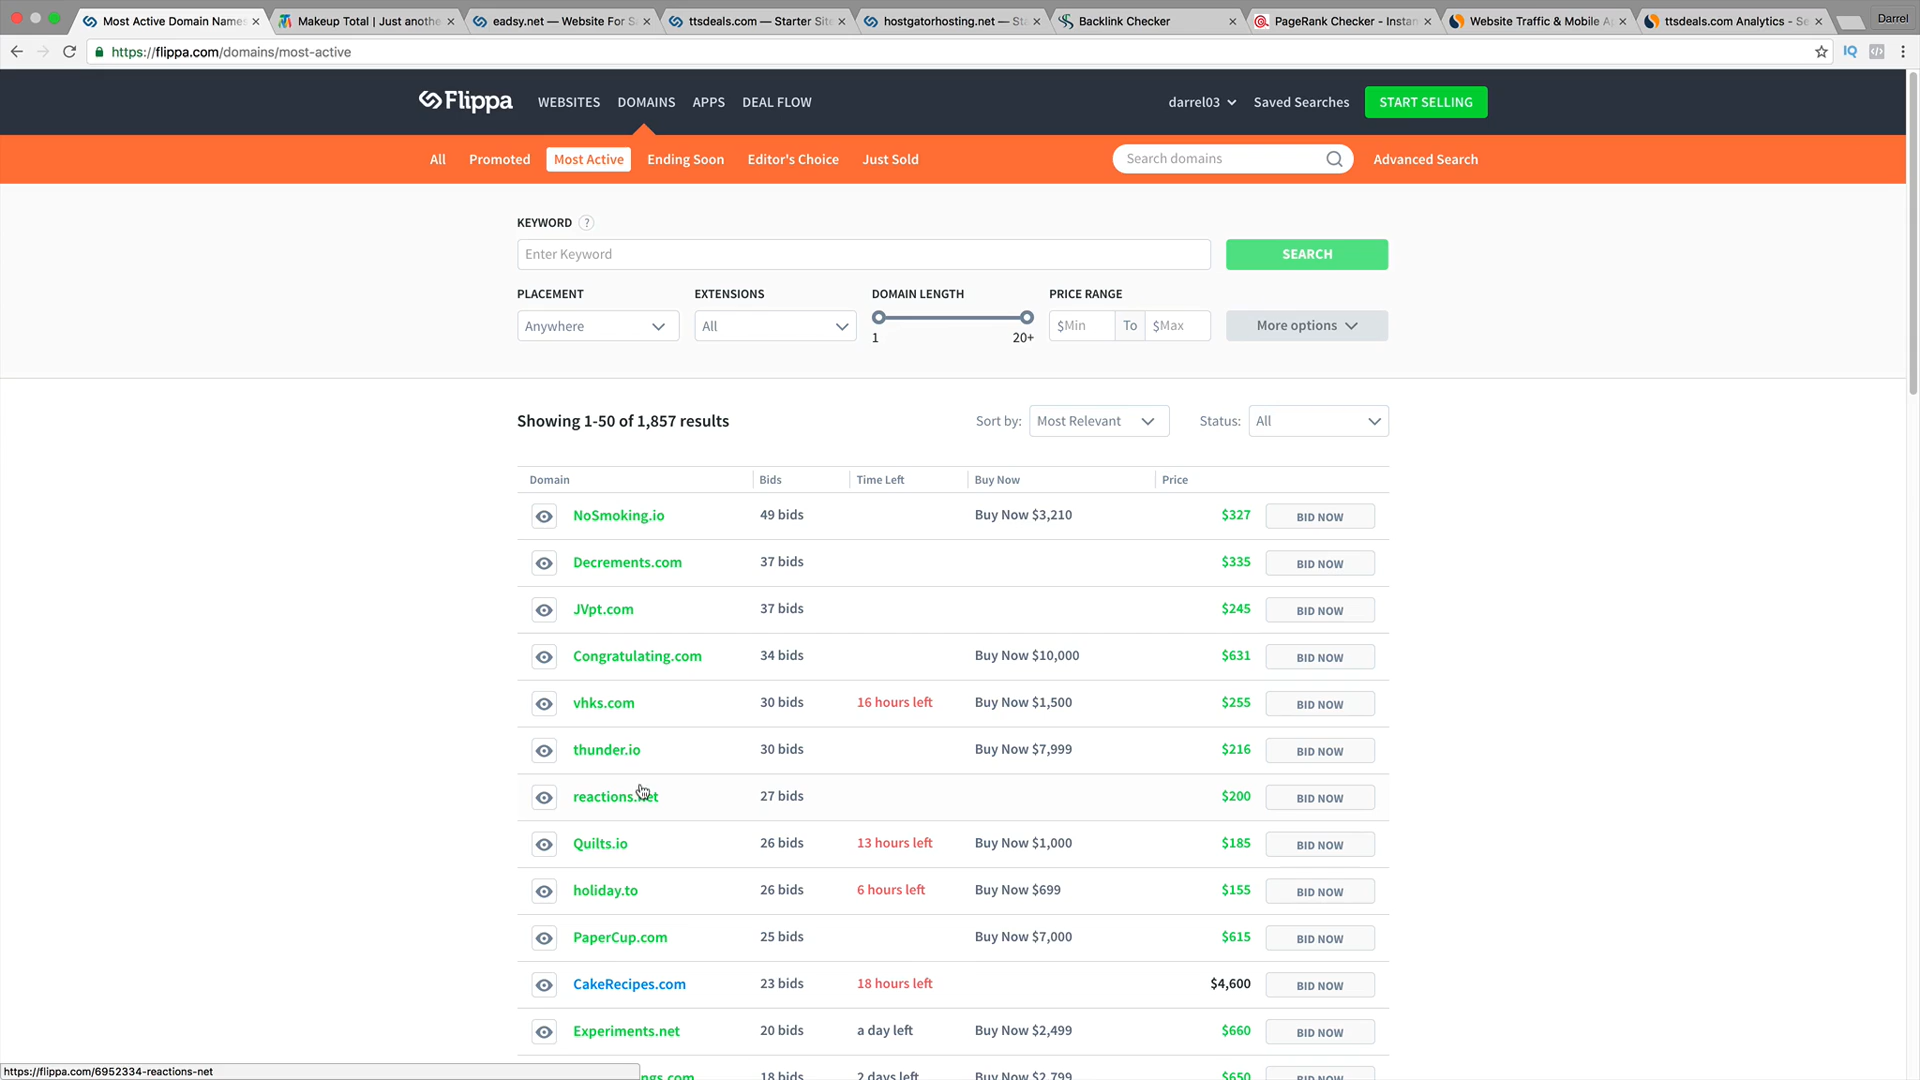 Most Active Domain Names
Makeup Total | Just anothe
eadsy.net — Website For S
ttsdeals.com — Starter Sit
hostgatorhosting.net — Sta
Backlink Checker
PageRank Checker - Instan
Website Traffic & Mobile A
ttsdeals.com Analytics - Se
Darrel
https://flippa.com/domains/most-active
IQ
Flippa
WEBSITES
DOMAINS
APPS
DEAL FLOW
darrel03
Saved Searches
START SELLING
All
Promoted
Most Active
Ending Soon
Editor's Choice
Just Sold
Search domains
Advanced Search
KEYWORD ?
Enter Keyword
SEARCH
PLACEMENT
EXTENSIONS
DOMAIN LENGTH
PRICE RANGE
Anywhere
All
1
20+
$Min
To
$Max
More options
Showing 1-50 of 1,857 results
Sort by: Most Relevant
Status: All
Domain Bids Time Left Buy Now Price
NoSmoking.io 49 bids Buy Now $3,210 $327 BID NOW
Decrements.com 37 bids $335 BID NOW
JVpt.com 37 bids $245 BID NOW
Congratulating.com 34 bids Buy Now $10,000 $631 BID NOW
vhks.com 30 bids 16 hours left Buy Now $1,500 $255 BID NOW
thunder.io 30 bids Buy Now $7,999 $216 BID NOW
reactions.net 27 bids $200 BID NOW
Quilts.io 26 bids 13 hours left Buy Now $1,000 $185 BID NOW
holiday.to 26 bids 6 hours left Buy Now $699 $155 BID NOW
PaperCup.com 25 bids Buy Now $7,000 $615 BID NOW
CakeRecipes.com 23 bids 18 hours left $4,600 BID NOW
Experiments.net 20 bids a day left Buy Now $2,499 $660 BID NOW
ngs.com 18 bids 2 days left Buy Now $2,799 $650 BID NOW
https://flippa.com/6952334-reactions-net